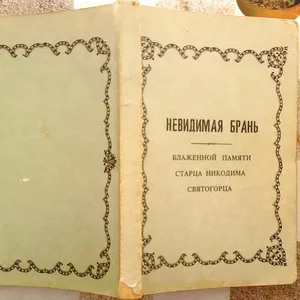 НЕВИДИМАЯ БРАНЬ
БЛАЖЕННОЙ ПАМЯТИ
СТАРЦА НИКОДИМА
СВЯТОГОРЦА